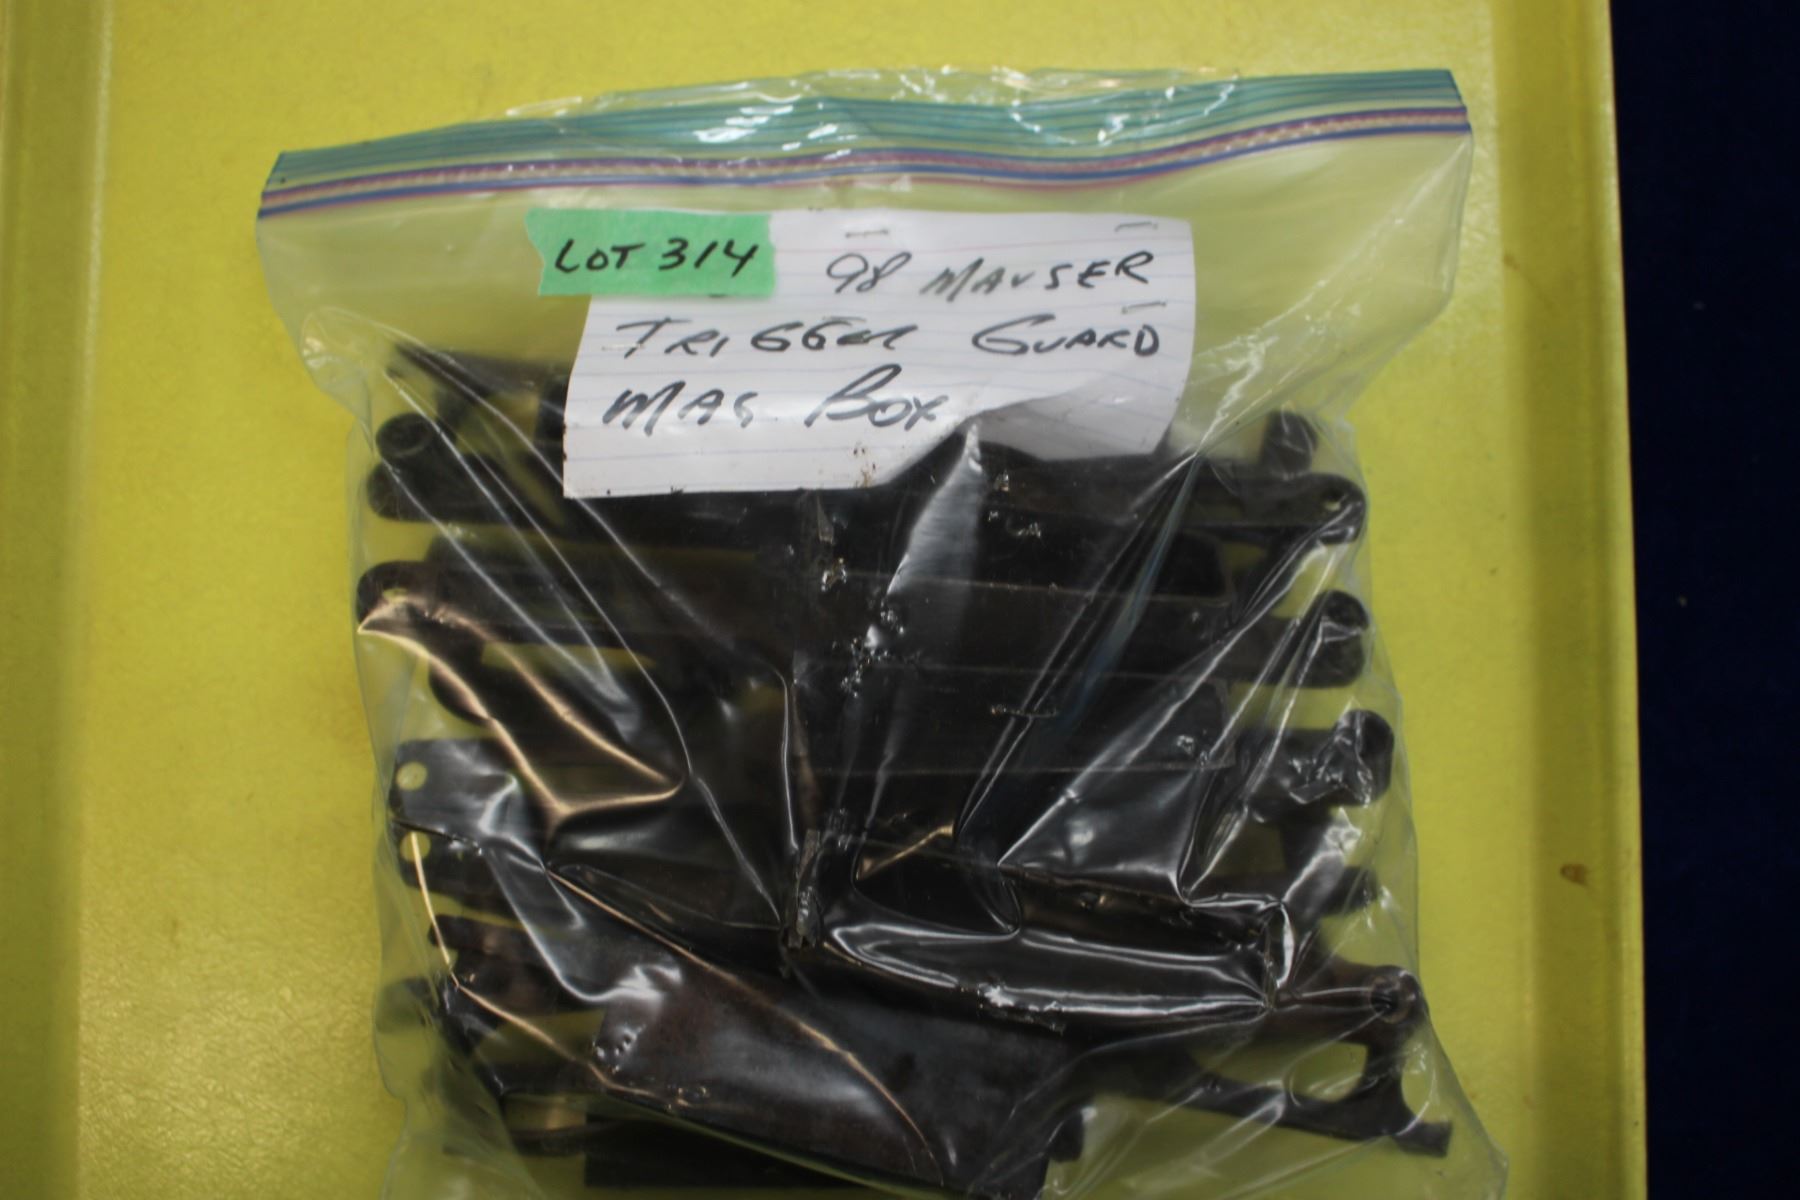 LOT 314
98 MAUSER
TRIGGER GUARD
MAG BOX